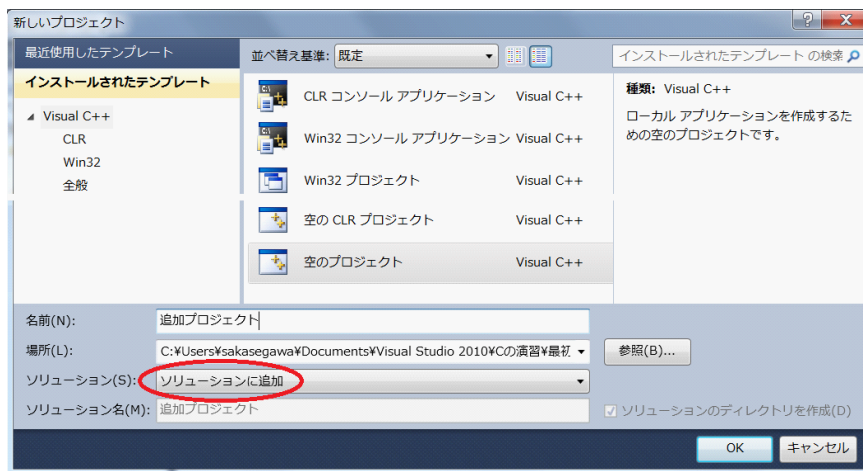 新しいプロジェクト
最近使用したテンプレート
インストールされたテンプレート
Visual C++
CLR
Win32
全般
並べ替え基準: 既定
インストールされたテンプレート の検索
CLR コンソール アプリケーション Visual C++
Win32 コンソール アプリケーション Visual C++
Win32 プロジェクト Visual C++
空の CLR プロジェクト Visual C++
空のプロジェクト Visual C++
種類: Visual C++
ローカル アプリケーションを作成するた
めの空のプロジェクトです。
名前(N): 追加プロジェクト
場所(L): C:¥Users¥sakasegawa¥Documents¥Visual Studio 2010¥Cの演習¥最初 参照(B)...
ソリューション(S): ソリューションに追加
ソリューション名(M): 追加プロジェクト ソリューションのディレクトリを作成(D)
OK キャンセル